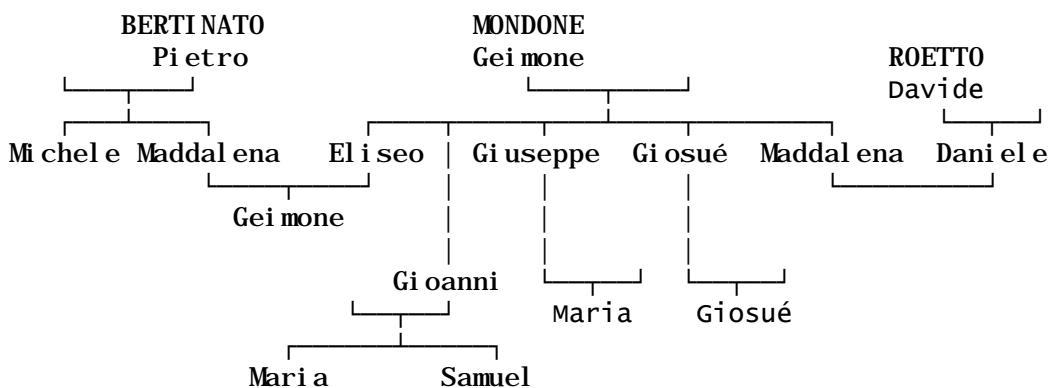 BERTINATO MONDONE
Pietro Geimone ROETTO
Davide
Michele Maddalena Eliseo Giuseppe Giosué Maddalena Daniele
Geimone
Gioanni
Maria Giosué
Maria Samuel